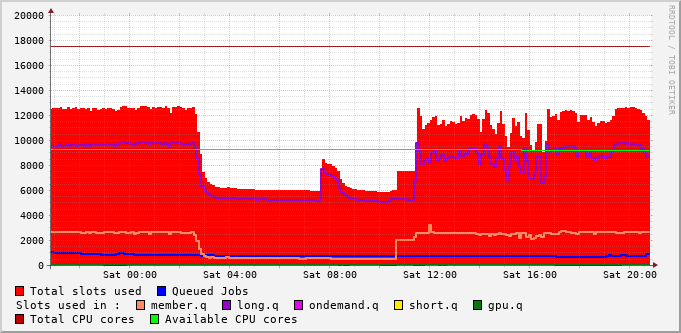 RRDTOOL / TOBI OETIKER
20000
18000
16000
14000
12000
10000
8000
6000
4000
2000
0
Sat 00:00 Sat 04:00 Sat 08:00 Sat 12:00 Sat 16:00 Sat 20:00
Total slots used Queued Jobs
Slots used in : member.q long.q ondemand.q short.q gpu.q
Total CPU cores Available CPU cores